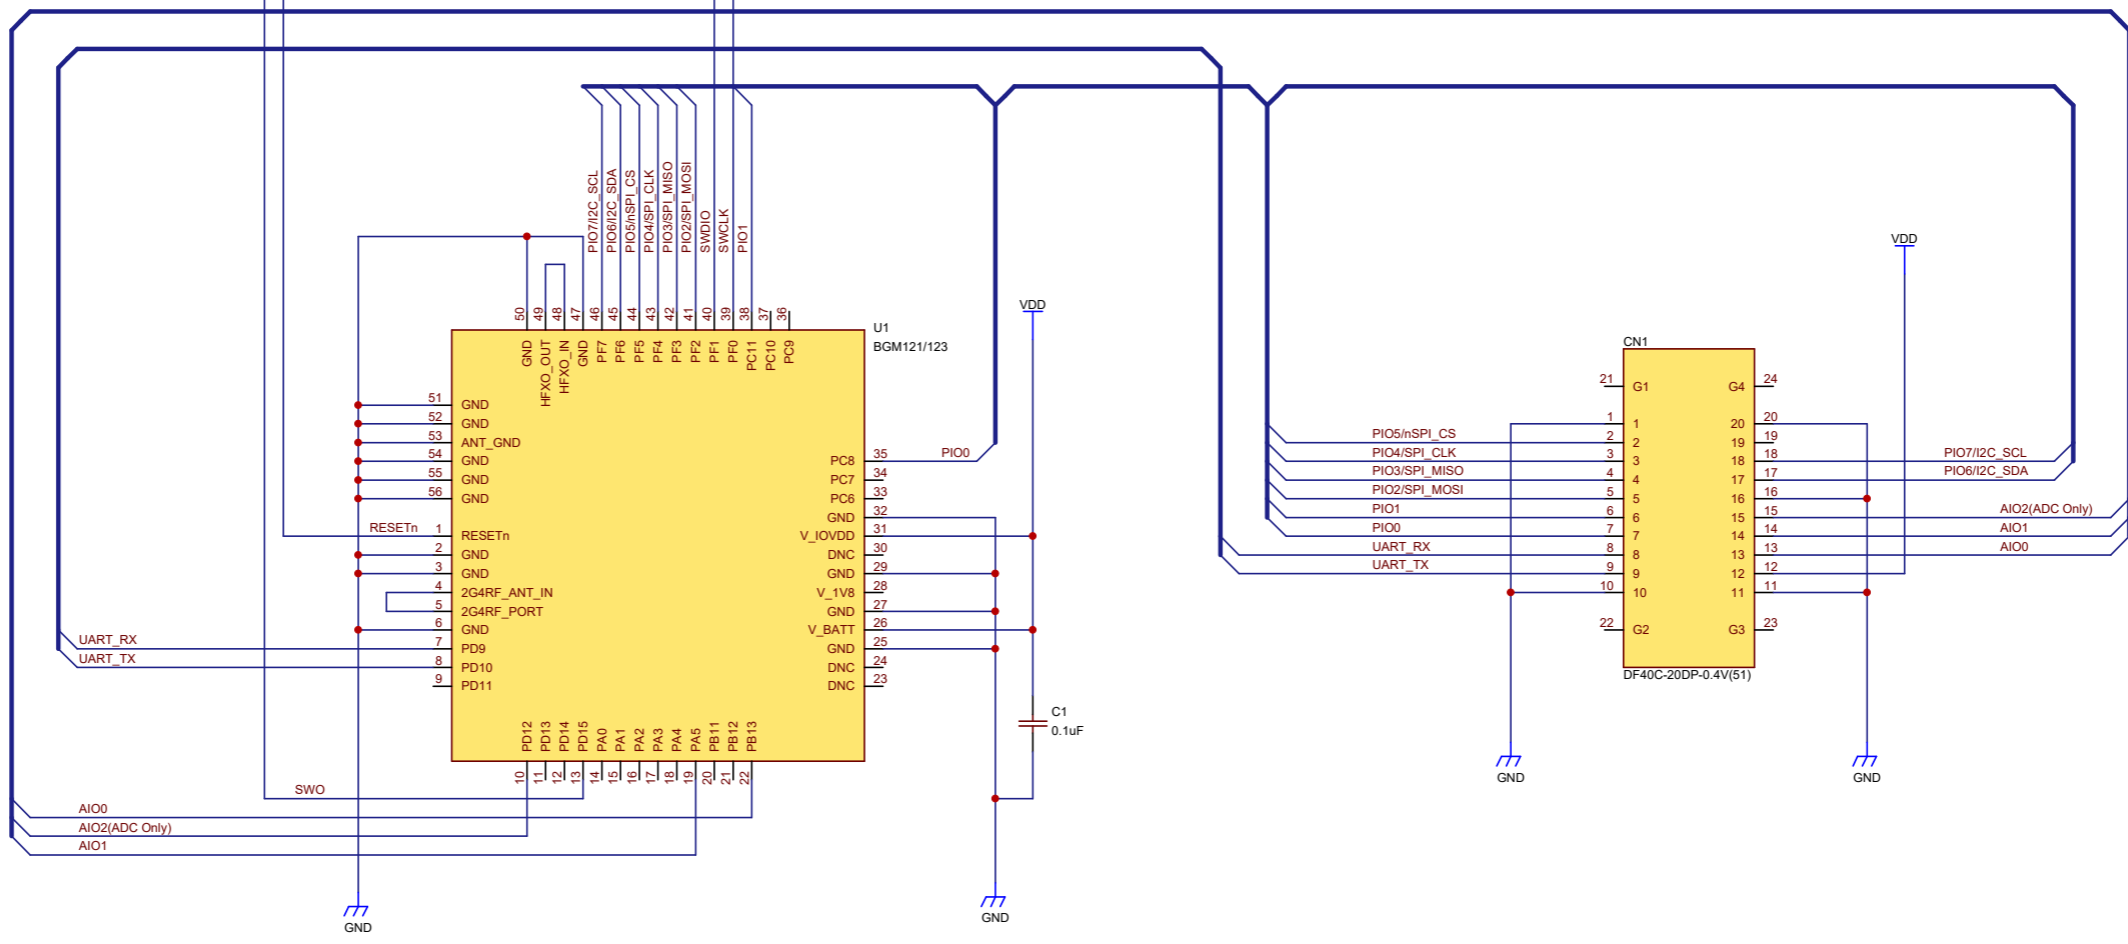 PIO7/I2C_SCL
PIO6/I2C_SDA
PIO5/nSPI_CS
PIO4/SPI_CLK
PIO3/SPI_MISO
PIO2/SPI_MOSI
SWDIO
SWCLK
PIO1
50
49
48
47
46
45
44
43
42
41
40
39
38
37
36
GND
HFXO_OUT
HFXO_IN
GND
PF7
PF6
PF5
PF4
PF3
PF2
PF1
PF0
PC11
PC10
PC9
U1
BGM121/123
51 GND
52 GND
53 ANT_GND
54 GND
55 GND
56 GND
RESETn 1 RESETn
2 GND
3 GND
4 2G4RF_ANT_IN
5 2G4RF_PORT
6 GND
UART_RX 7 PD9
UART_TX 8 PD10
9 PD11
PC8 35 PIO0
PC7 34
PC6 33
GND 32
V_IOVDD 31
DNC 30
GND 29
V_1V8 28
GND 27
V_BATT 26
GND 25
DNC 24
DNC 23
PD12
PD13
PD14
PD15
PA0
PA1
PA2
PA3
PA4
PA5
PB11
PB12
PB13
10
11
12
13
14
15
16
17
18
19
20
21
22
SWO
AIO0
AIO2(ADC Only)
AIO1
GND
VDD
C1
0.1uF
GND
VDD
CN1
21 G1 G4 24
1 1 20 20
PIO5/nSPI_CS 2 2 19 19
PIO4/SPI_CLK 3 3 18 18 PIO7/I2C_SCL
PIO3/SPI_MISO 4 4 17 17 PIO6/I2C_SDA
PIO2/SPI_MOSI 5 5 16 16
PIO1 6 6 15 15 AIO2(ADC Only)
PIO0 7 7 14 14 AIO1
UART_RX 8 8 13 13 AIO0
UART_TX 9 9 12 12
10 10 11 11
22 G2 G3 23
DF40C-20DP-0.4V(51)
GND
GND